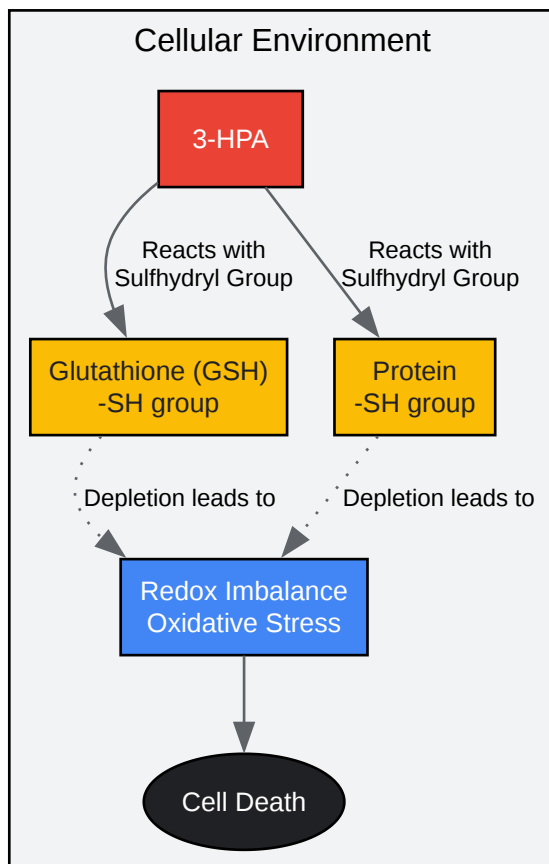 Cellular Environment
3-HPA
Reacts with
Sulfhydryl Group
Reacts with
Sulfhydryl Group
Glutathione (GSH)
-SH group
Protein
-SH group
Depletion leads to
Depletion leads to
Redox Imbalance
Oxidative Stress
Cell Death